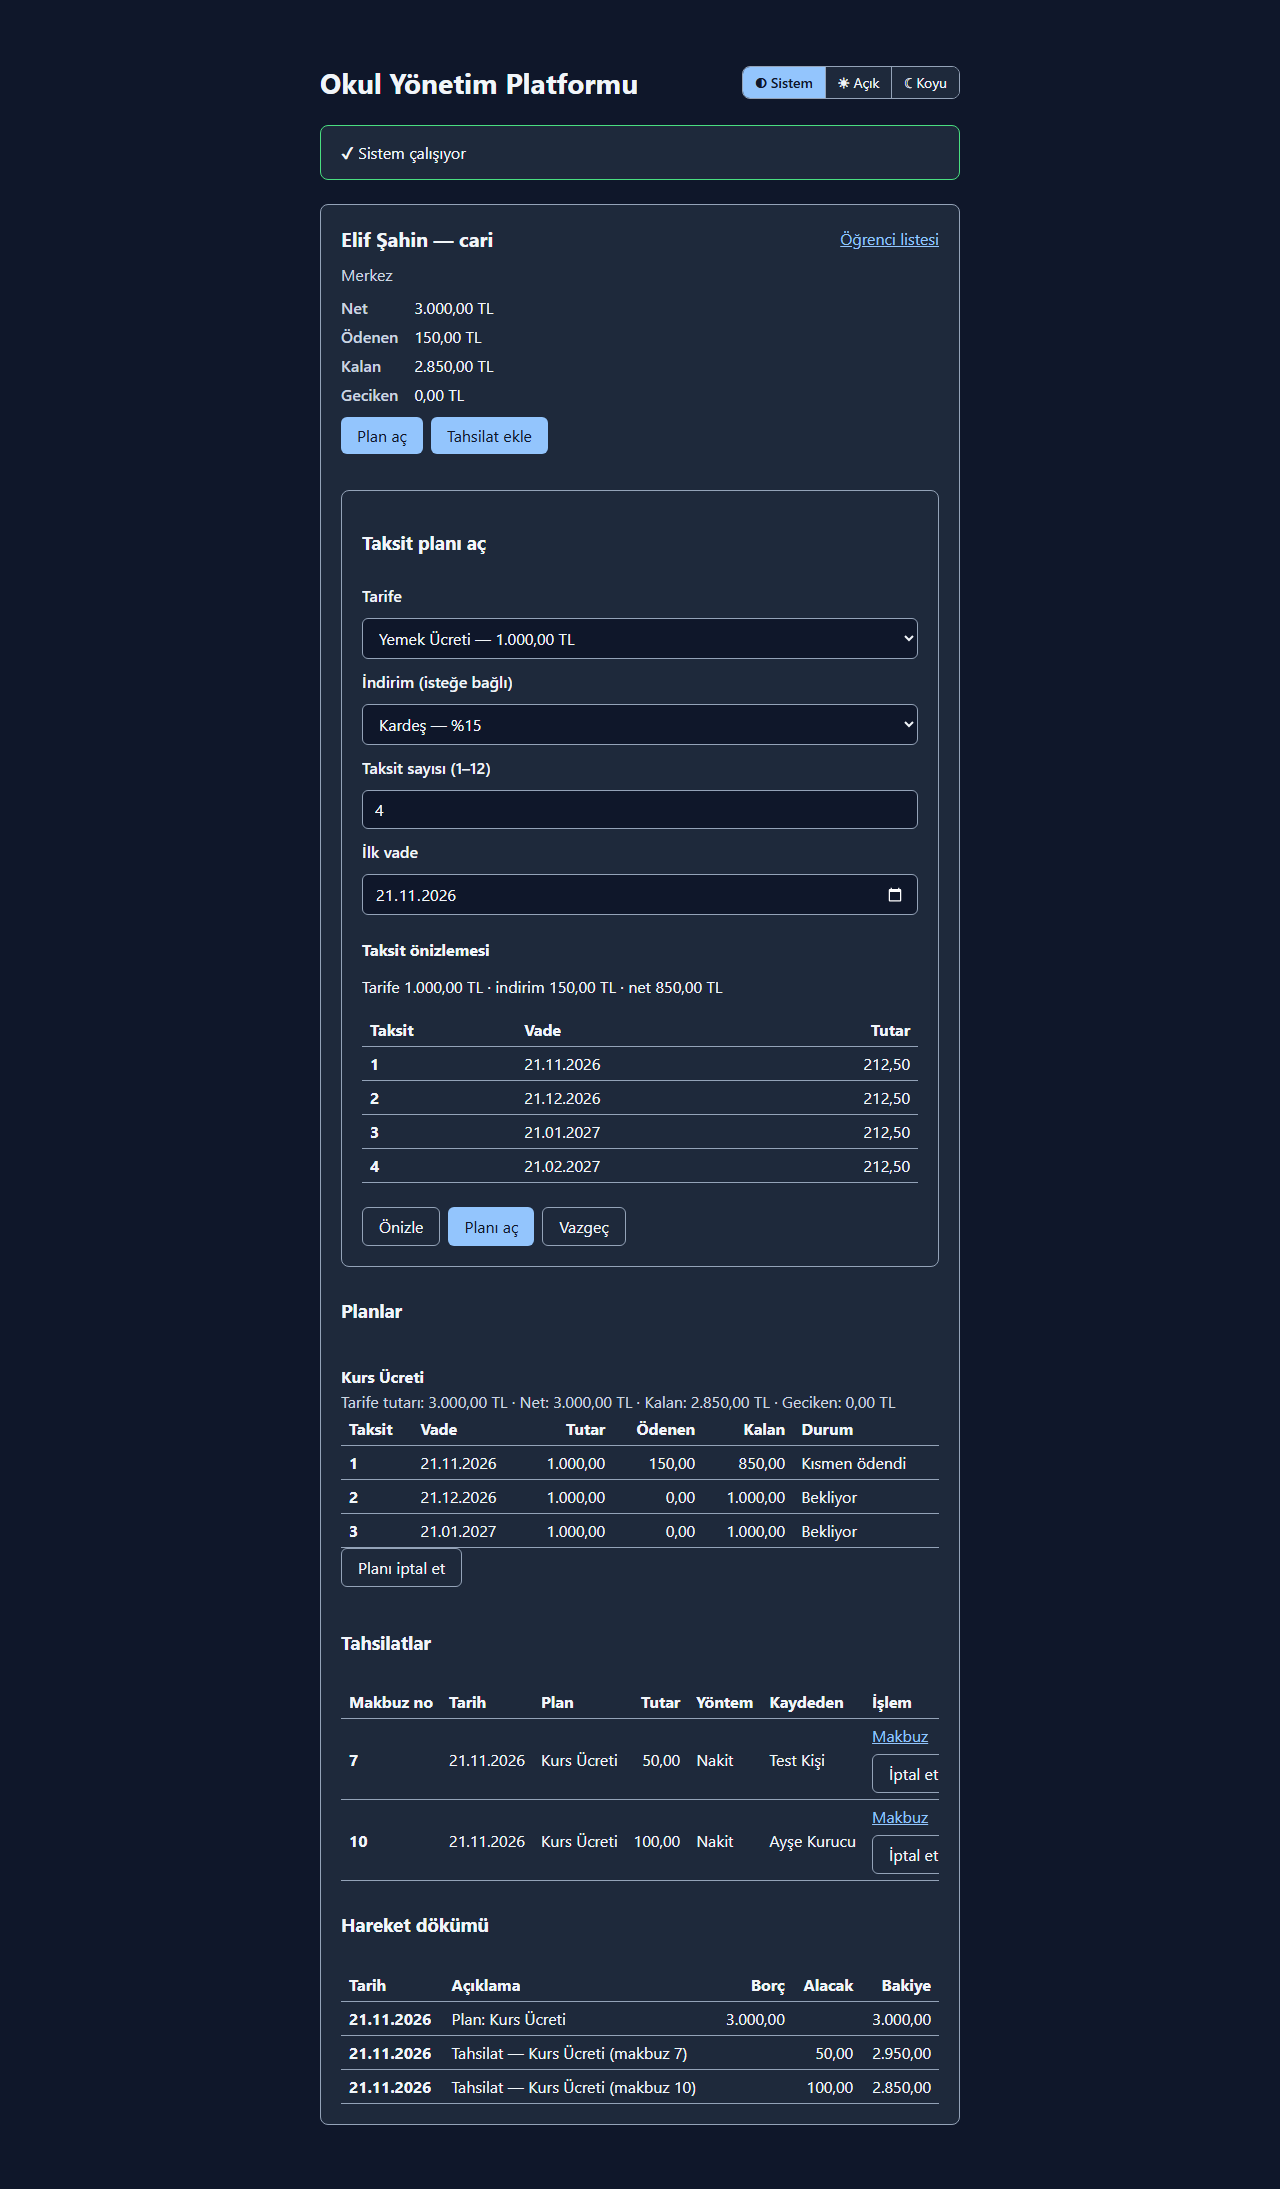 Okul Yönetim Platformu
◐ Sistem ☀ Açık ☾ Koyu
✓ Sistem çalışıyor
Elif Şahin — cari
Öğrenci listesi
Merkez
Net 3.000,00 TL
Ödenen 150,00 TL
Kalan 2.850,00 TL
Geciken 0,00 TL
Plan aç Tahsilat ekle
Taksit planı aç
Tarife
Yemek Ücreti — 1.000,00 TL
İndirim (isteğe bağlı)
Kardeş — %15
Taksit sayısı (1–12)
4
İlk vade
21.11.2026
Taksit önizlemesi
Tarife 1.000,00 TL · indirim 150,00 TL · net 850,00 TL
Taksit Vade Tutar
1 21.11.2026 212,50
2 21.12.2026 212,50
3 21.01.2027 212,50
4 21.02.2027 212,50
Önizle Planı aç Vazgeç
Planlar
Kurs Ücreti
Tarife tutarı: 3.000,00 TL · Net: 3.000,00 TL · Kalan: 2.850,00 TL · Geciken: 0,00 TL
Taksit Vade Tutar Ödenen Kalan Durum
1 21.11.2026 1.000,00 150,00 850,00 Kısmen ödendi
2 21.12.2026 1.000,00 0,00 1.000,00 Bekliyor
3 21.01.2027 1.000,00 0,00 1.000,00 Bekliyor
Planı iptal et
Tahsilatlar
Makbuz no Tarih Plan Tutar Yöntem Kaydeden İşlem
7 21.11.2026 Kurs Ücreti 50,00 Nakit Test Kişi Makbuz
İptal et
10 21.11.2026 Kurs Ücreti 100,00 Nakit Ayşe Kurucu Makbuz
İptal et
Hareket dökümü
Tarih Açıklama Borç Alacak Bakiye
21.11.2026 Plan: Kurs Ücreti 3.000,00 3.000,00
21.11.2026 Tahsilat — Kurs Ücreti (makbuz 7) 50,00 2.950,00
21.11.2026 Tahsilat — Kurs Ücreti (makbuz 10) 100,00 2.850,00